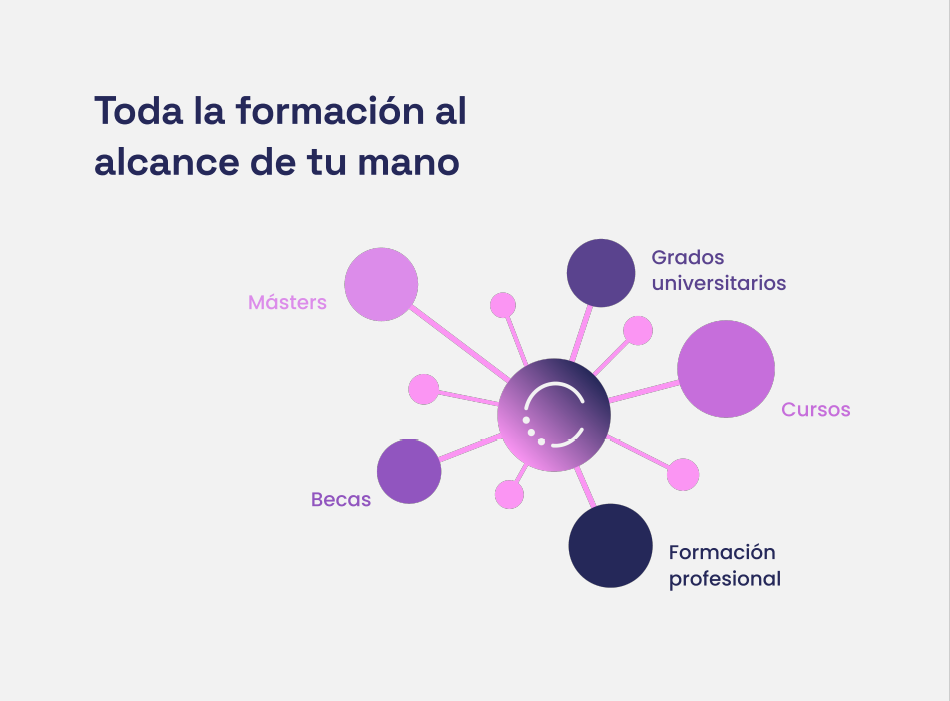 Toda la formación al
alcance de tu mano
Grados
universitarios
Másters
Cursos
Becas
Formación
profesional